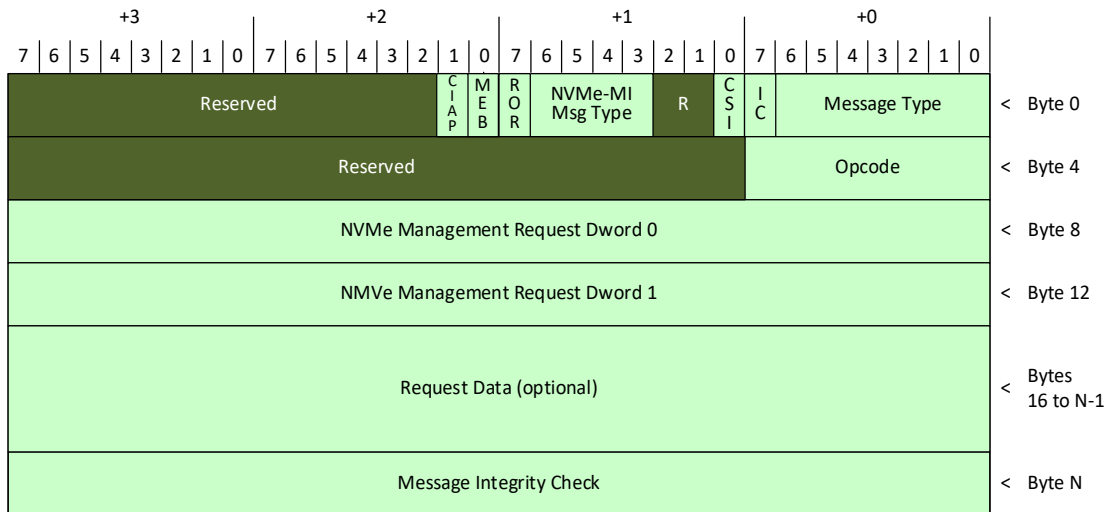 +3 +2 +1 +0
7 6 5 4 3 2 1 0 7 6 5 4 3 2 1 0 7 6 5 4 3 2 1 0 7 6 5 4 3 2 1 0
Reserved CIAP MEB ROR NVMe-MI Msg Type R CSI IC Message Type < Byte 0
Reserved Opcode < Byte 4
NVMe Management Request Dword 0 < Byte 8
NMVe Management Request Dword 1 < Byte 12
Request Data (optional) < Bytes 16 to N-1
Message Integrity Check < Byte N